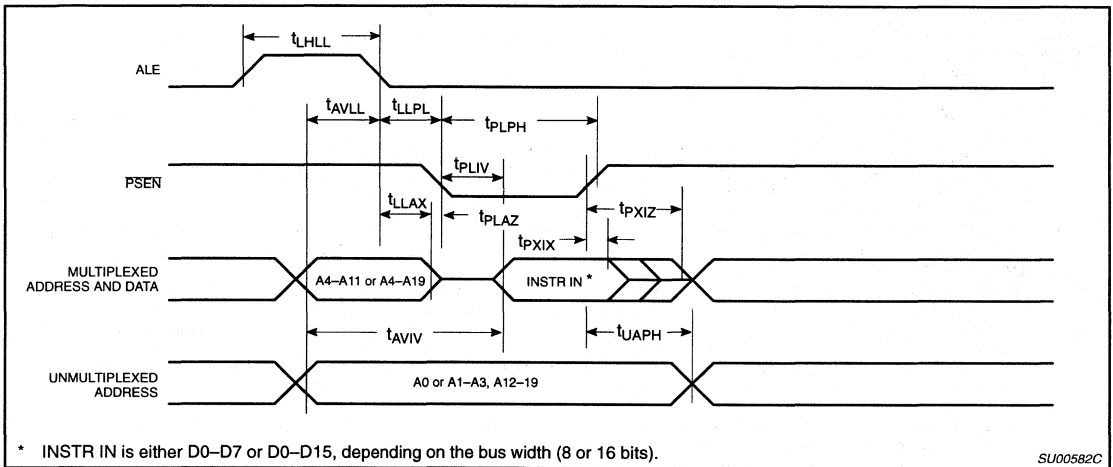 tLHLL
ALE
tAVLL
tLLPL
tPLPH
tPLIV
PSEN
tLLAX
tPLAZ
tPXIZ
tPXIX
MULTIPLEXED
ADDRESS AND DATA
A4–A11 or A4–A19
INSTR IN *
tAVIV
tUAPH
UNMULTIPLEXED
ADDRESS
A0 or A1–A3, A12–19
* INSTR IN is either D0–D7 or D0–D15, depending on the bus width (8 or 16 bits).
SU00582C